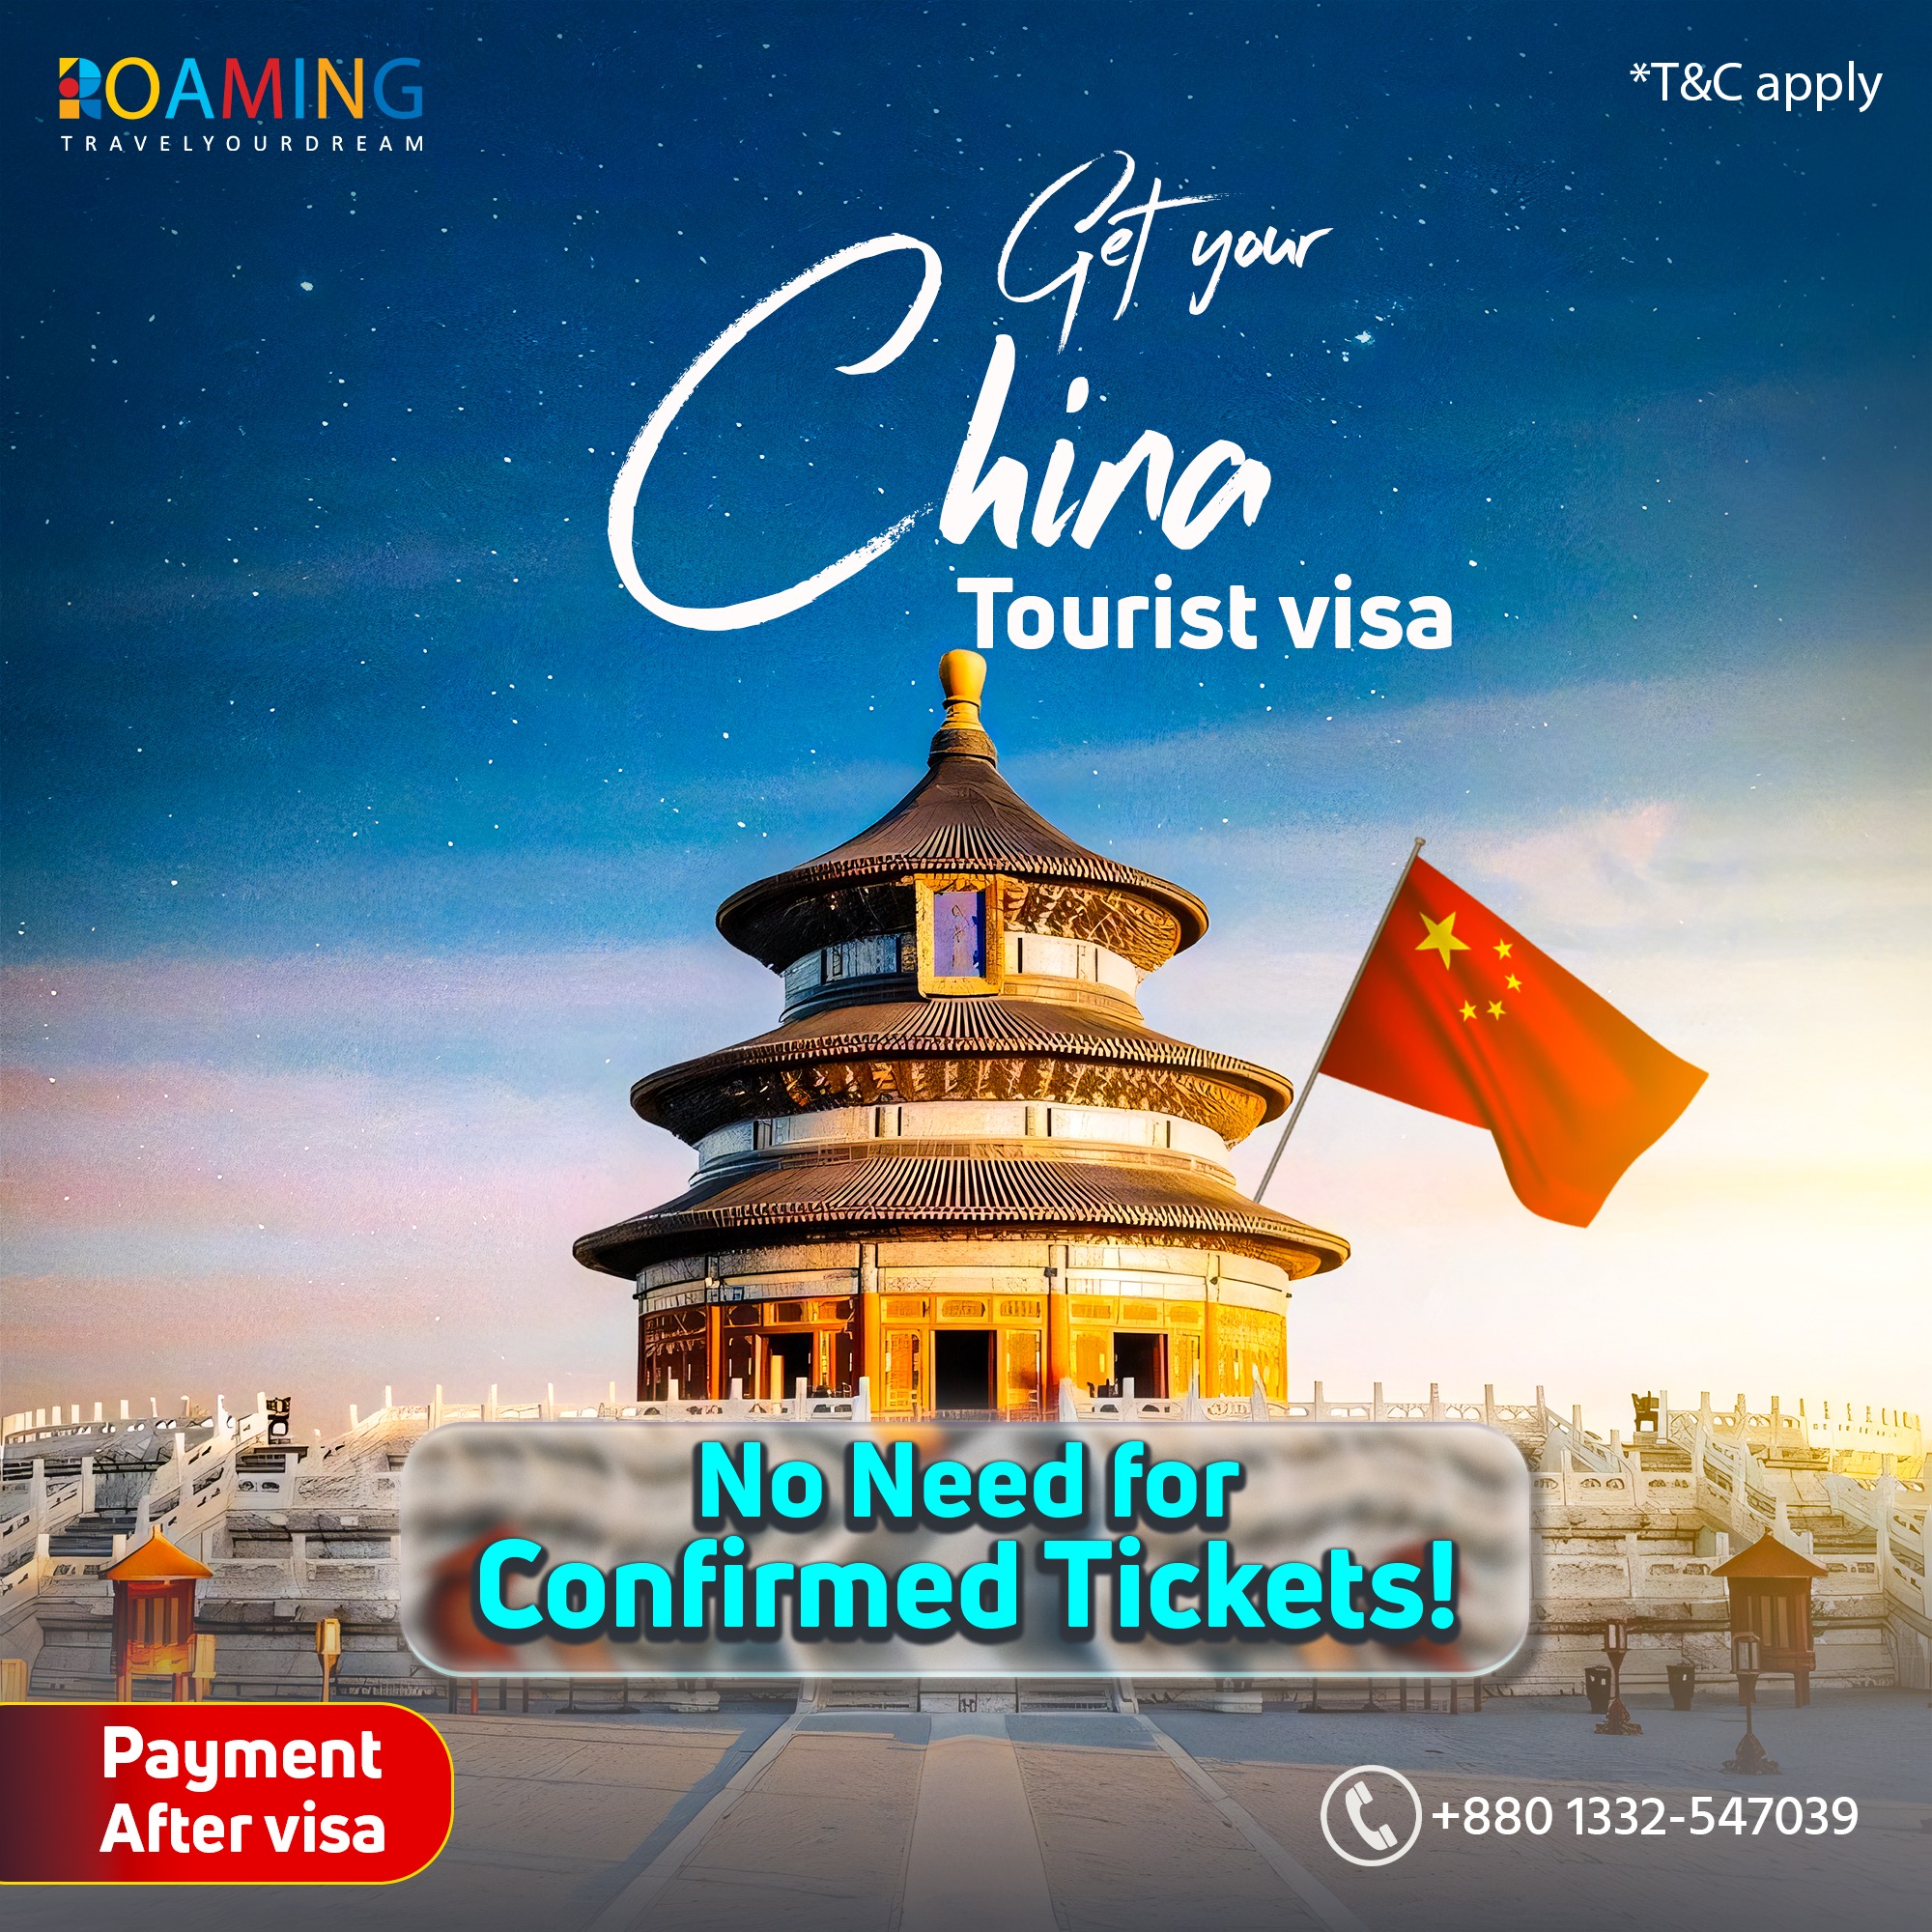 ROAMING
TRAVELYOURDREAM
*T&C apply
Get your
China
Tourist visa
No Need for
Confirmed Tickets!
Payment
After visa
+880 1332-547039